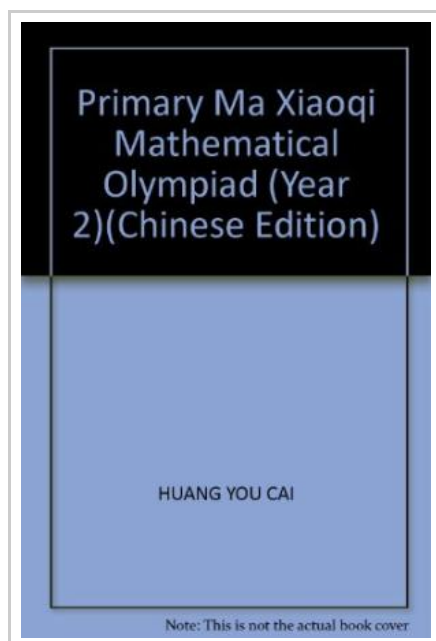 Primary Ma Xiaoqi
Mathematical
Olympiad (Year
2)(Chinese Edition)
HUANG YOU CAI
Note: This is not the actual book cover